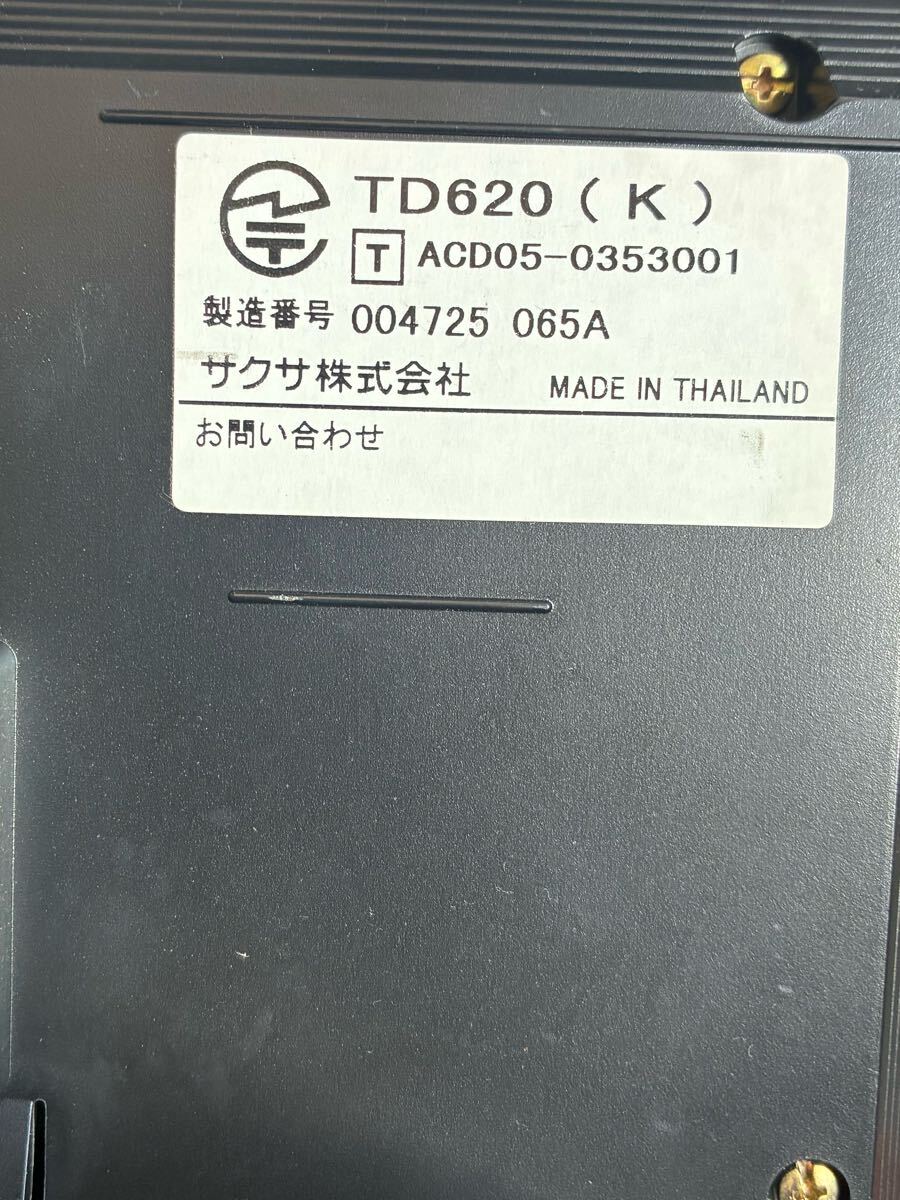 TD620 ( K )
T ACD05-0353001
製造番号 004725 065A
サクサ株式会社 MADE IN THAILAND
お問い合わせ